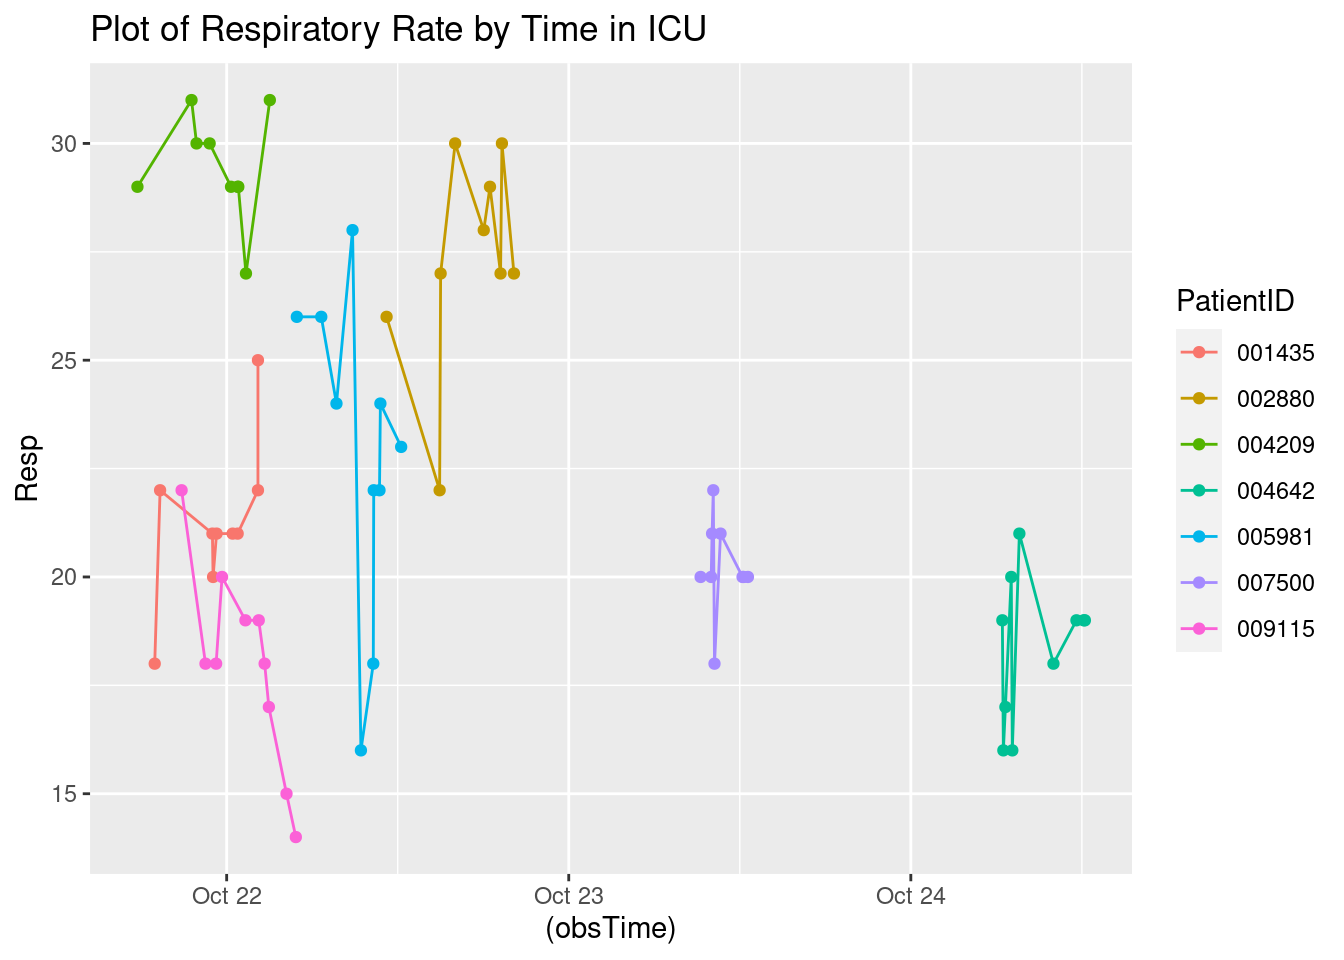 Plot of Respiratory Rate by Time in ICU
30
25
20
15
Resp
Oct 22
Oct 23
Oct 24
(obsTime)
PatientID
001435
002880
004209
004642
005981
007500
009115